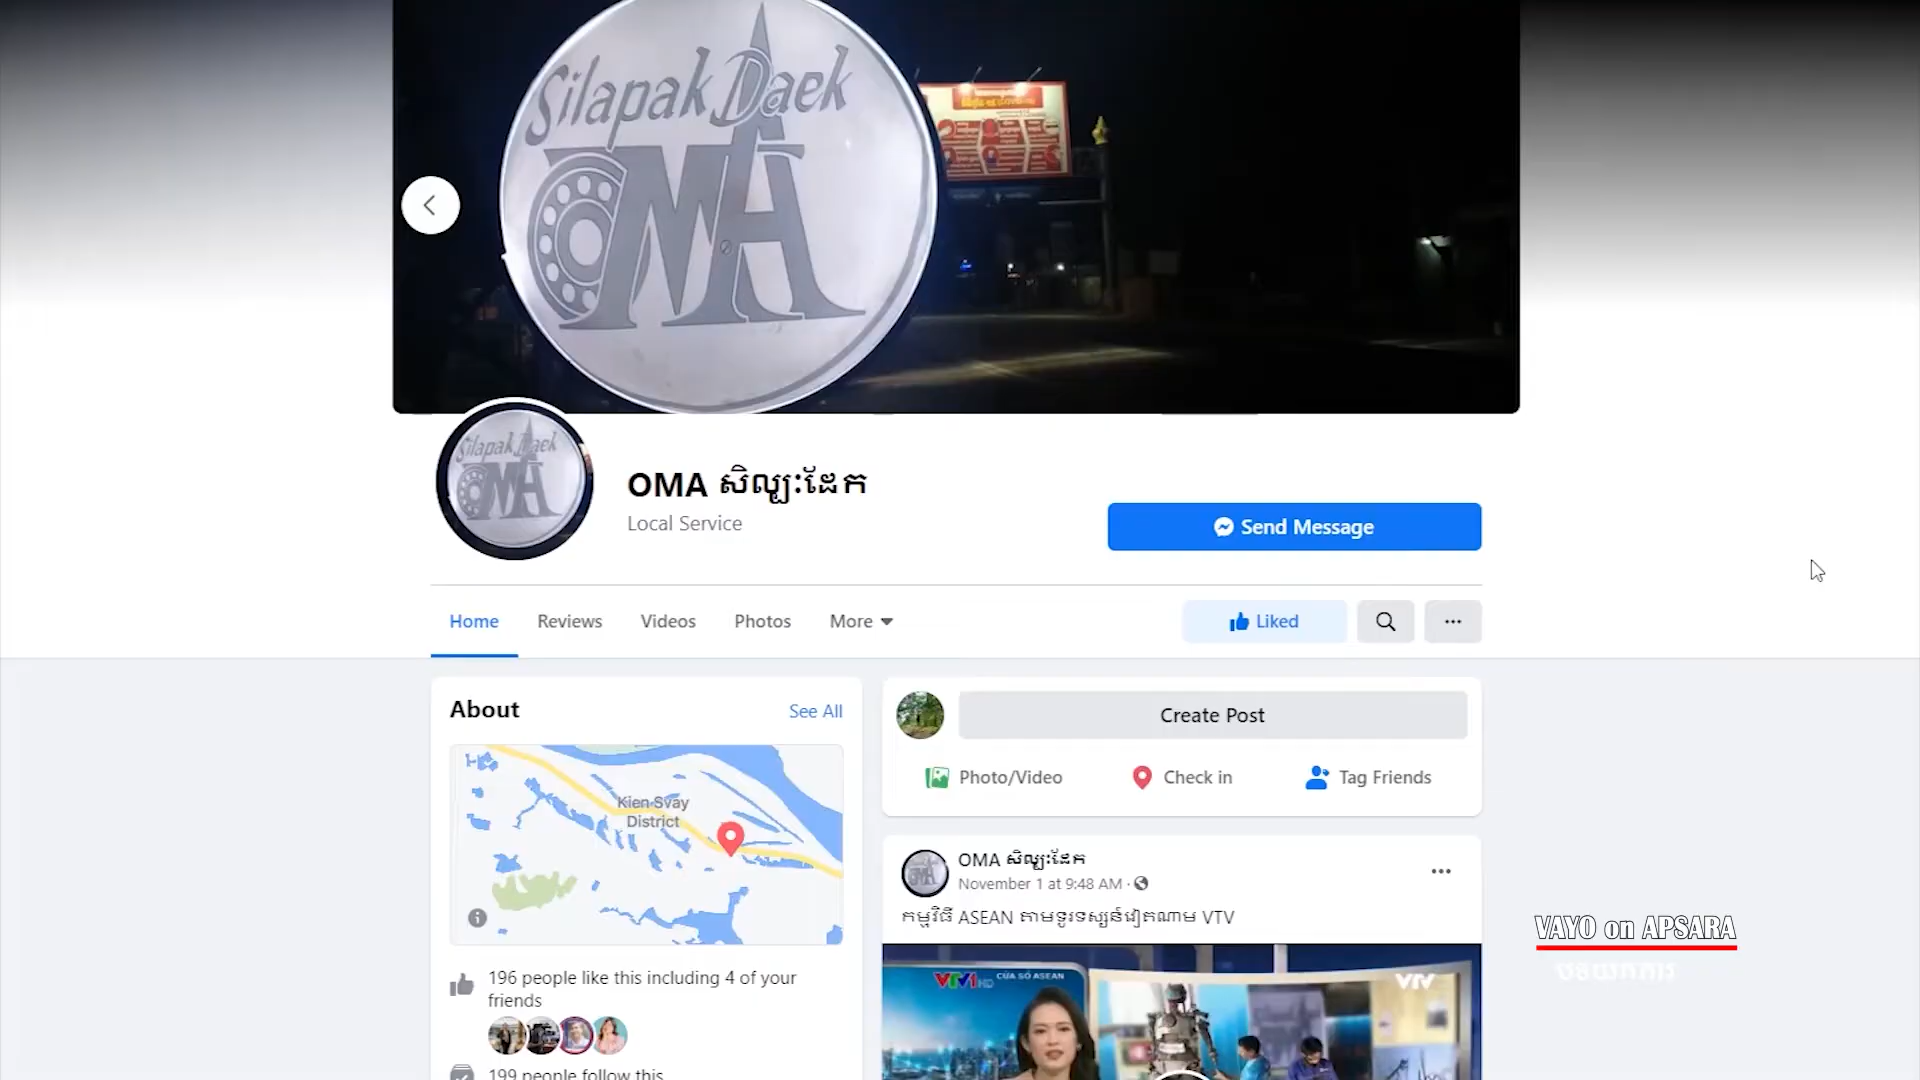 Silapak Daek
OMA
OMA សិល្បៈដែក
Local Service
Send Message
Home
Reviews
Videos
Photos
More
Liked
About
See All
Create Post
Kien Svay
District
Photo/Video
Check in
Tag Friends
OMA សិល្បៈដែក
November 1 at 9:48 AM
កម្មវិធី ASEAN តាមទូរទស្សន៍វៀតណាម VTV
196 people like this including 4 of your
friends
199 people follow this
VTV1 HD
CỬA SỔ ASEAN
VTV
VAYO on APSARA